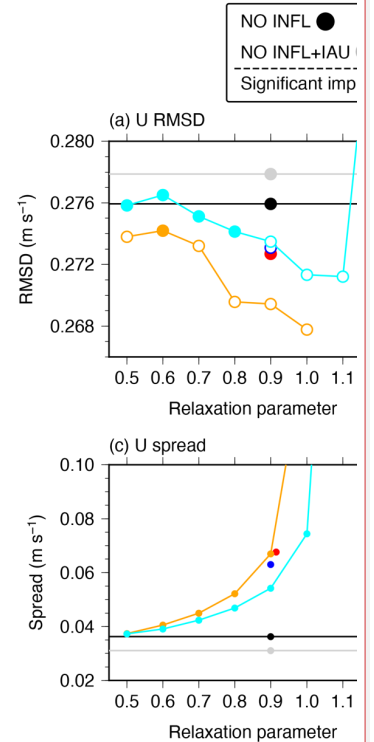 NO INFL
NO INFL+IAU
Significant imp
(a) U RMSD
0.280
0.276
0.272
0.268
RMSD (m s⁻¹)
0.5 0.6 0.7 0.8 0.9 1.0 1.1
Relaxation parameter
(c) U spread
0.10
0.08
0.06
0.04
0.02
Spread (m s⁻¹)
0.5 0.6 0.7 0.8 0.9 1.0 1.1
Relaxation parameter